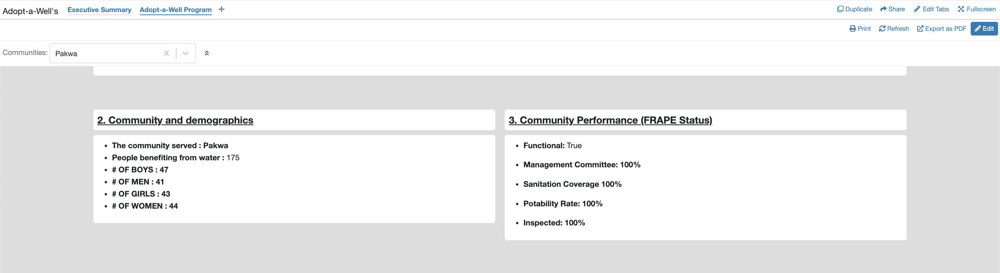 Adopt-a-Well's Executive Summary Adopt-a-Well Program Duplicate Share Edit Tabs Fullscreen
Print Refresh Export as PDF Edit
Communities: Pakwa
2. Community and demographics
The community served : Pakwa
People benefiting from water : 175
# OF BOYS : 47
# OF MEN : 41
# OF GIRLS : 43
# OF WOMEN : 44
3. Community Performance (FRAPE Status)
Functional: True
Management Committee: 100%
Sanitation Coverage 100%
Potability Rate: 100%
Inspected: 100%